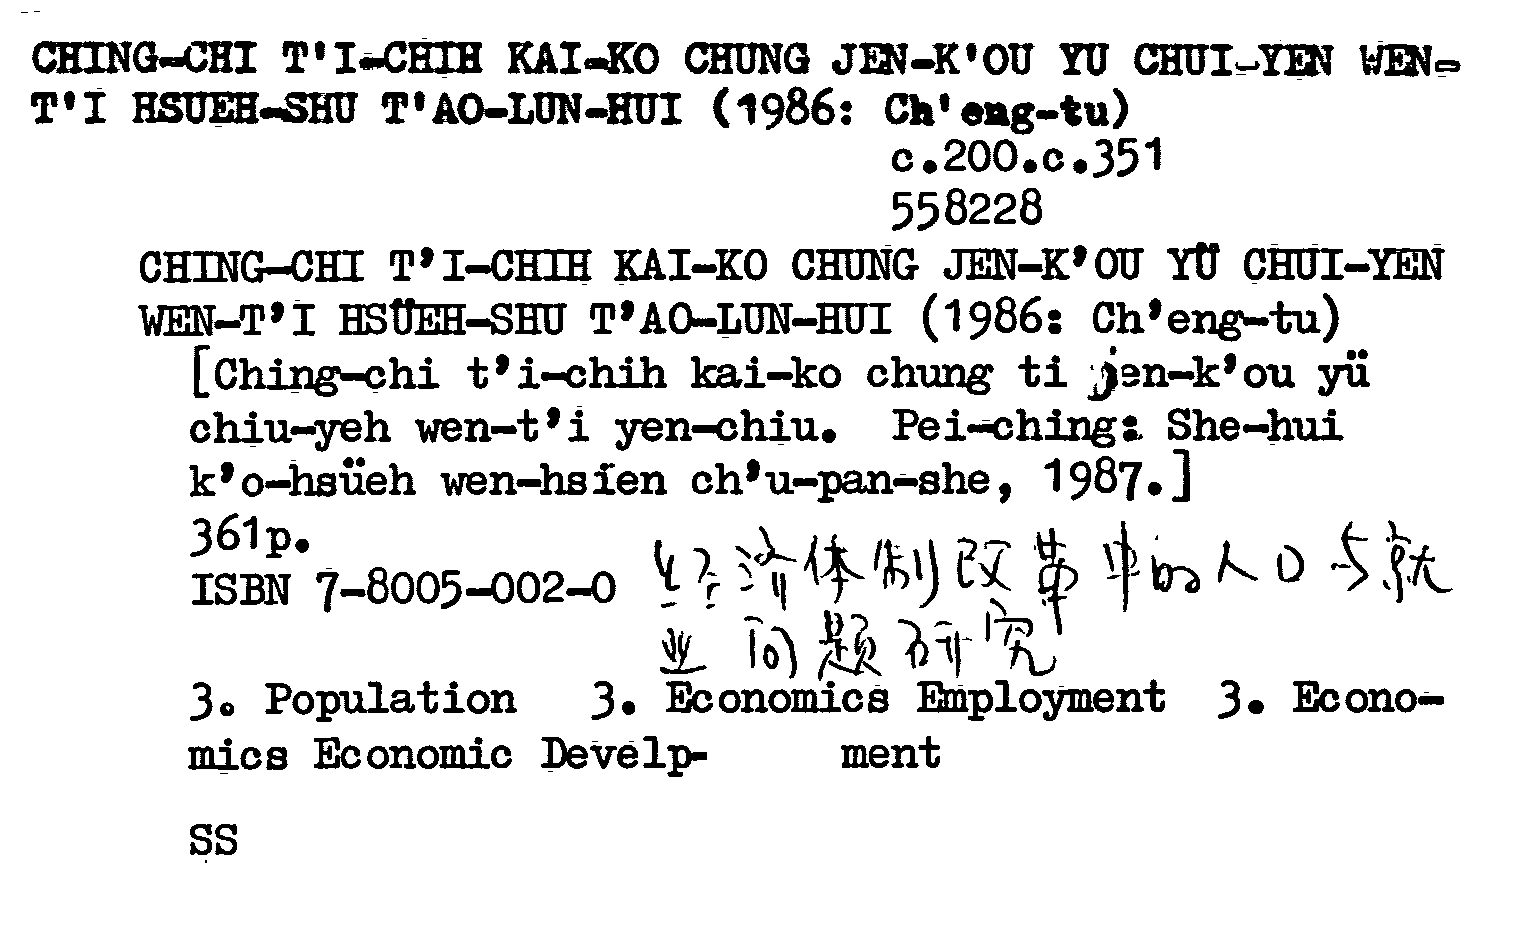 CHING-CHI T'I-CHIH KAI-KO CHUNG JEN-K'OU YU CHUI-YEN WEN-
T'I HSUEH-SHU T'AO-LUN-HUI (1986: Ch'eng-tu)
c.200.c.351
558228
CHING-CHI T'I-CHIH KAI-KO CHUNG JEN-K'OU YÜ CHUI-YEN
WEN-T'I HSÜEH-SHU T'AO-LUN-HUI (1986: Ch'eng-tu)
[Ching-chi t'i-chih kai-ko chung ti jen-k'ou yü
chiu-yeh wen-t'i yen-chiu. Pei-ching: She-hui
k'o-hsüeh wen-hsien ch'u-pan-she, 1987.]
361p.
ISBN 7-8005-002-0 经济体制改革中的人口与就
业问题研究
3. Population 3. Economics Employment 3. Econo-
mics Economic Develp- ment
SS